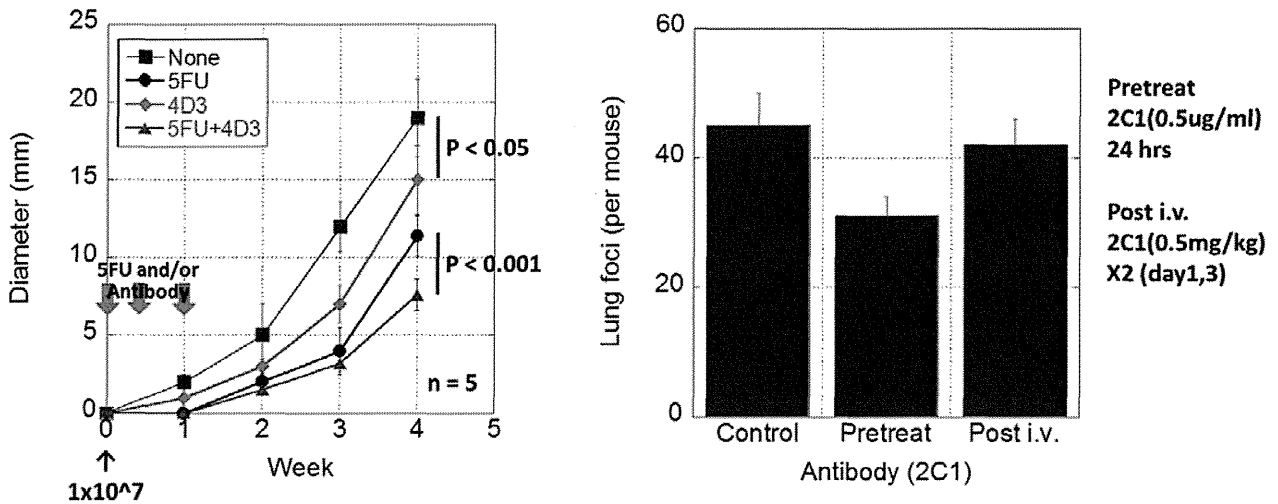 25
20
15
10
5
0
Diameter (mm)
None
5FU
4D3
5FU+4D3
5FU and/or
Antibody
P < 0.05
P < 0.001
n = 5
0 1 2 3 4 5
Week
1x10^7
60
40
20
0
Lung foci (per mouse)
Control Pretreat Post i.v.
Antibody (2C1)
Pretreat
2C1(0.5ug/ml)
24 hrs
Post i.v.
2C1(0.5mg/kg)
X2 (day1,3)